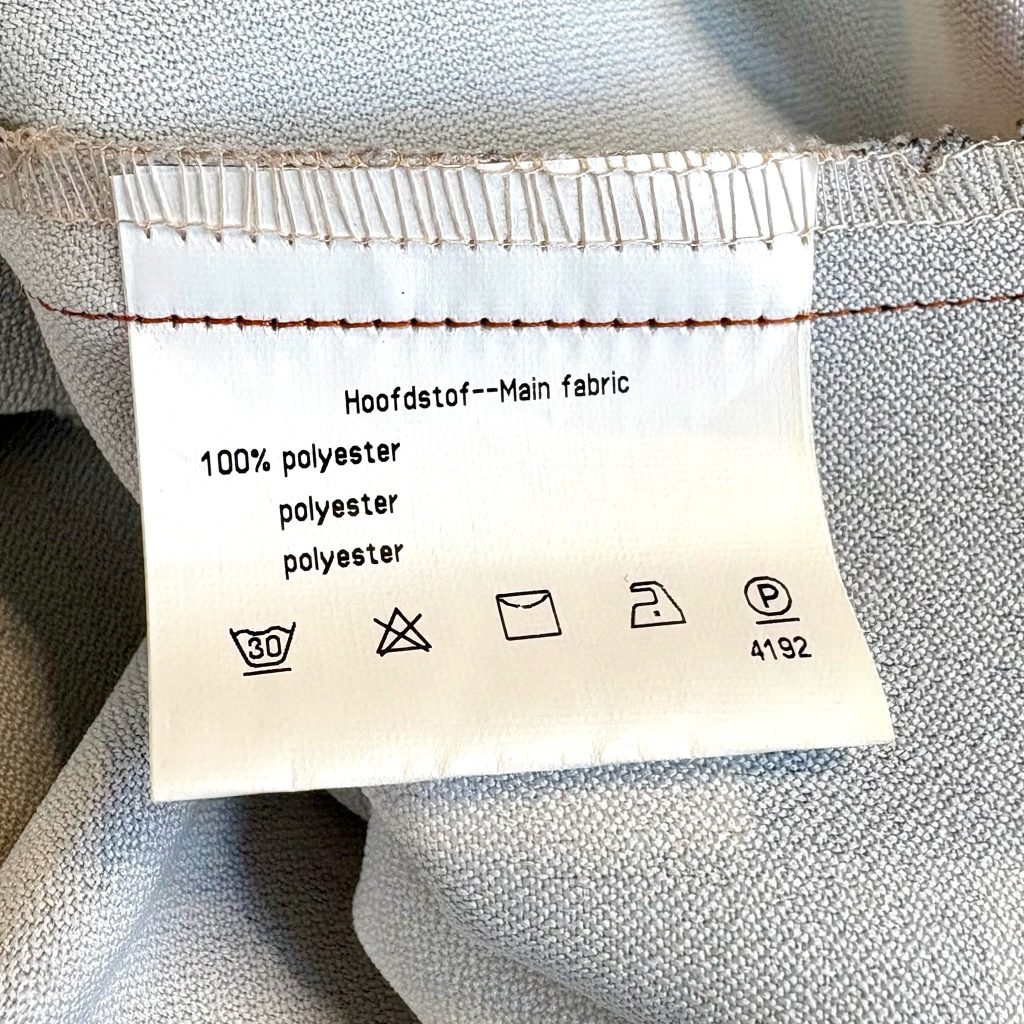 Hoofdstof--Main fabric
100% polyester
polyester
polyester
30
P
4192